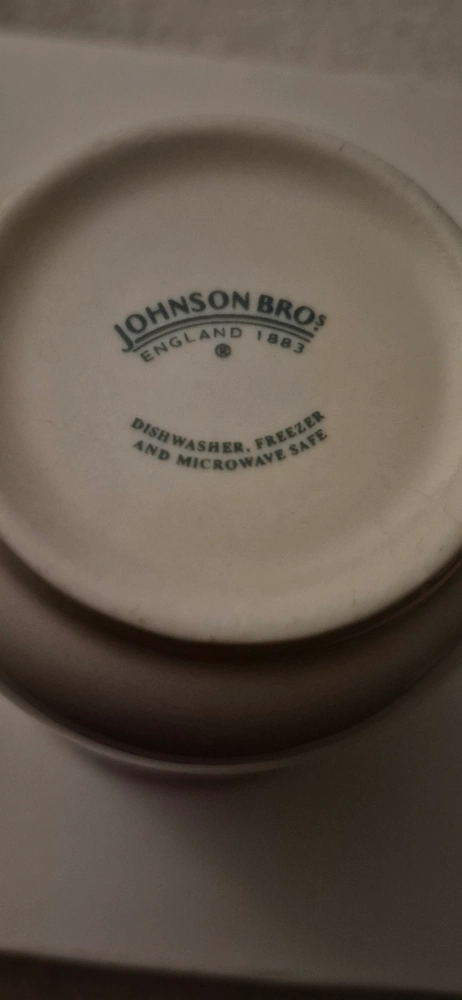 JOHNSON BROS.
ENGLAND 1883
®
DISHWASHER, FREEZER
AND MICROWAVE SAFE